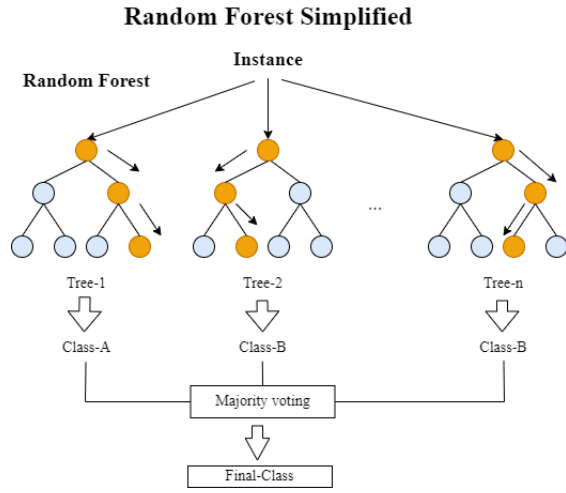 Random Forest Simplified
Instance
Random Forest
...
Tree-1 Tree-2 Tree-n
Class-A Class-B Class-B
Majority voting
Final-Class